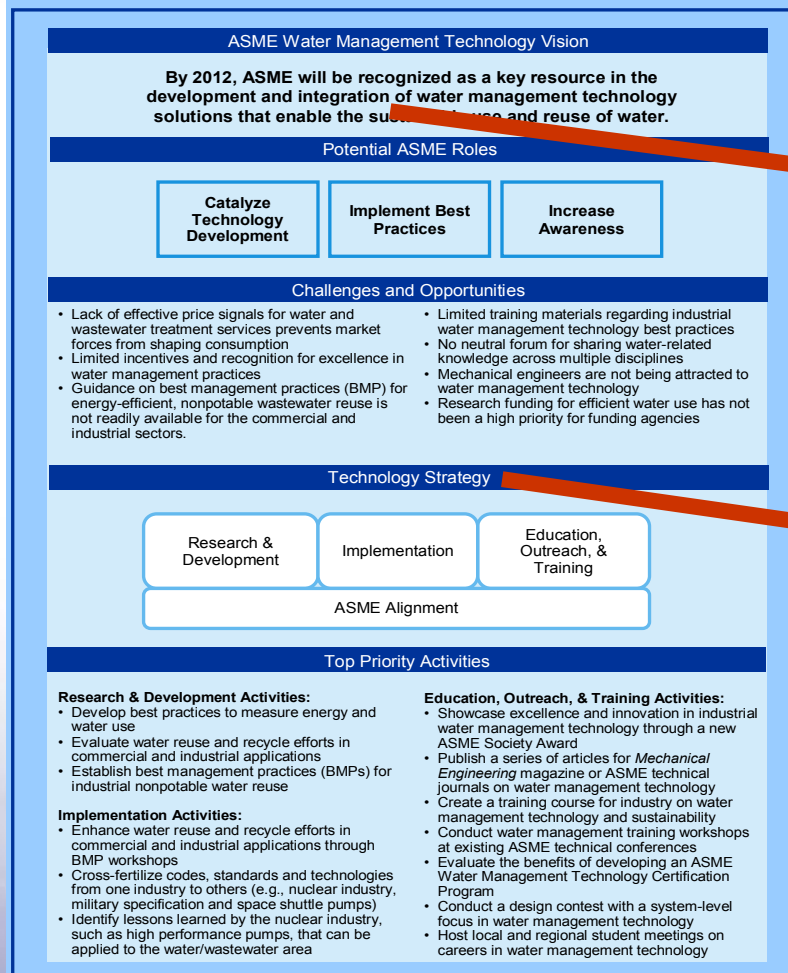 ASME Water Management Technology Vision
By 2012, ASME will be recognized as a key resource in the
development and integration of water management technology
solutions that enable the use and reuse of water.
Potential ASME Roles
Catalyze
Technology
Development
Implement Best
Practices
Increase
Awareness
Challenges and Opportunities
• Lack of effective price signals for water and
wastewater treatment services prevents market
forces from shaping consumption
• Limited incentives and recognition for excellence in
water management practices
• Guidance on best management practices (BMP) for
energy-efficient, nonpotable wastewater reuse is
not readily available for the commercial and
industrial sectors.
• Limited training materials regarding industrial
water management technology best practices
• No neutral forum for sharing water-related
knowledge across multiple disciplines
• Mechanical engineers are not being attracted to
water management technology
• Research funding for efficient water use has not
been a high priority for funding agencies
Technology Strategy
Research &
Development
Implementation
Education,
Outreach, &
Training
ASME Alignment
Top Priority Activities
Research & Development Activities:
• Develop best practices to measure energy and
water use
• Evaluate water reuse and recycle efforts in
commercial and industrial applications
• Establish best management practices (BMPs) for
industrial nonpotable water reuse
Implementation Activities:
• Enhance water reuse and recycle efforts in
commercial and industrial applications through
BMP workshops
• Cross-fertilize codes, standards and technologies
from one industry to others (e.g., nuclear industry,
military specification and space shuttle pumps)
• Identify lessons learned by the nuclear industry,
such as high performance pumps, that can be
applied to the water/wastewater area
Education, Outreach, & Training Activities:
• Showcase excellence and innovation in industrial
water management technology through a new
ASME Society Award
• Publish a series of articles for Mechanical
Engineering magazine or ASME technical
journals on water management technology
• Create a training course for industry on water
management technology and sustainability
• Conduct water management training workshops
at existing ASME technical conferences
• Evaluate the benefits of developing an ASME
Water Management Technology Certification
Program
• Conduct a design contest with a system-level
focus in water management technology
• Host local and regional student meetings on
careers in water management technology